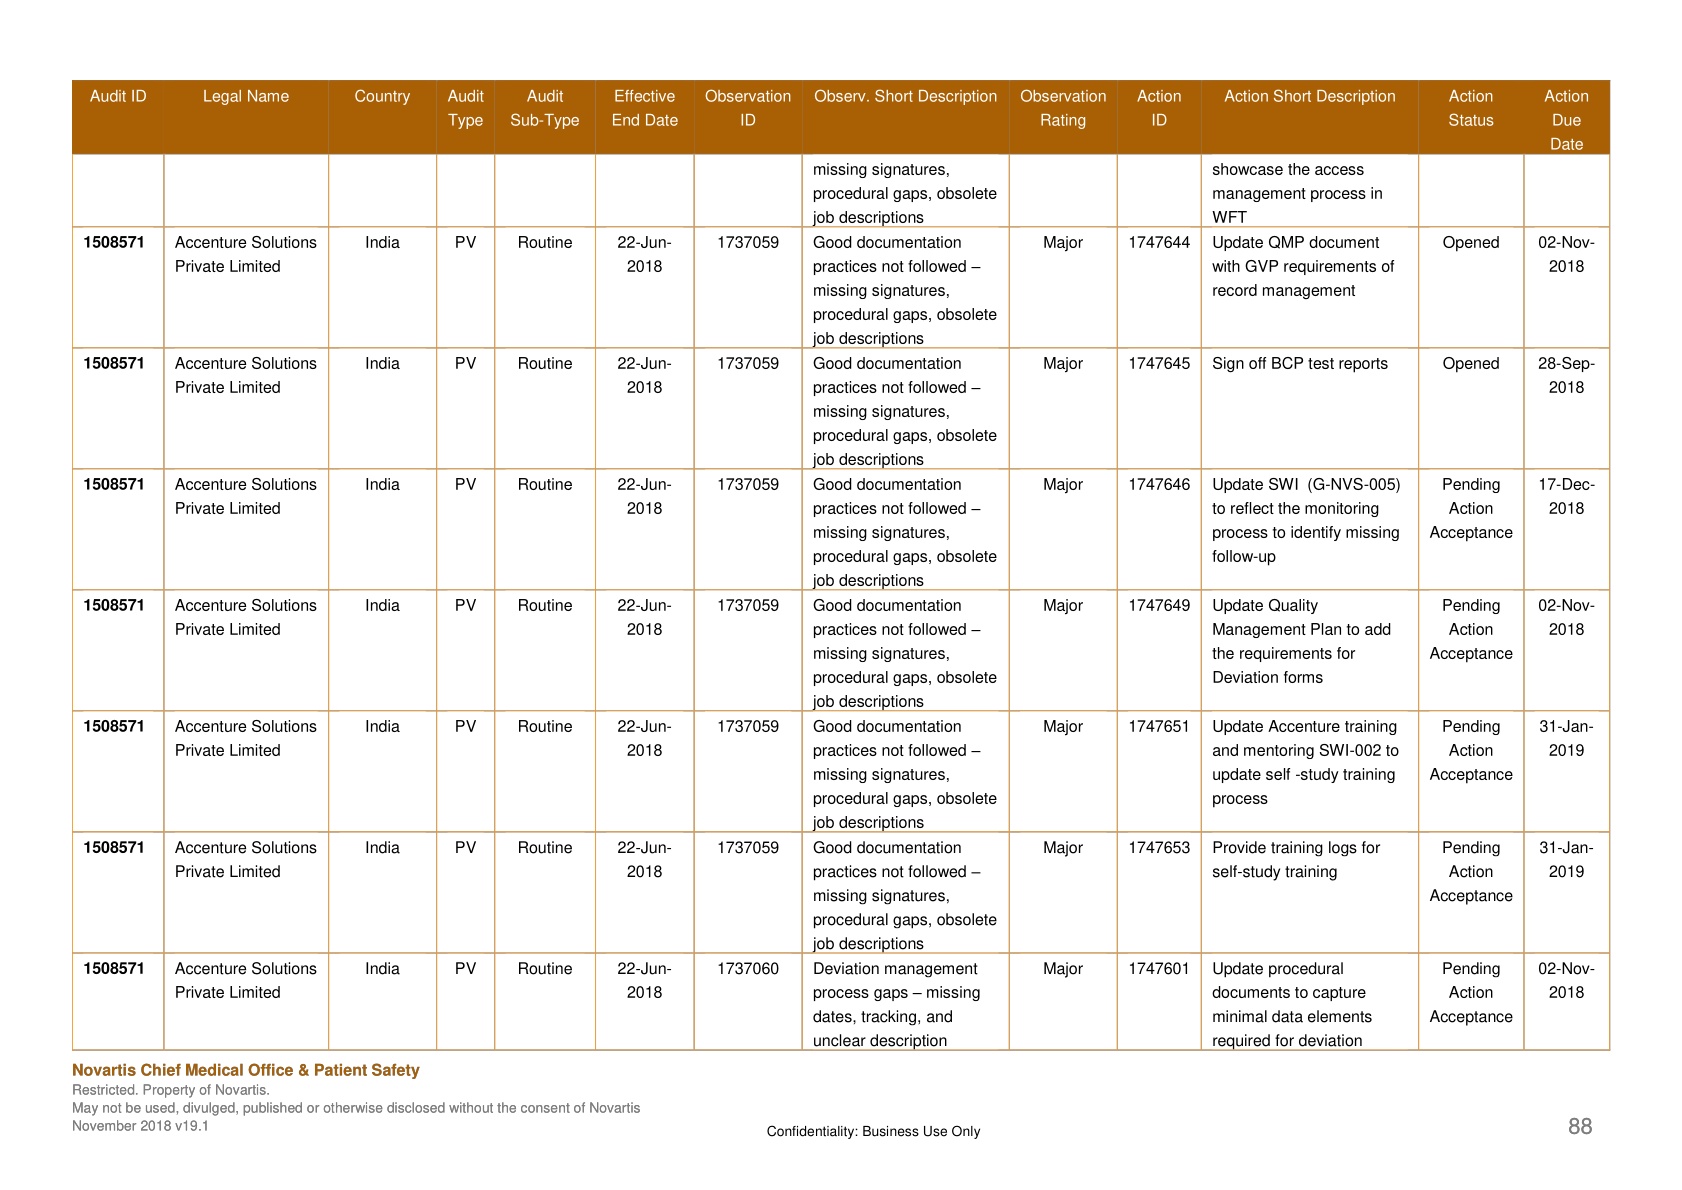 Audit ID Legal Name Country Audit Type Audit Sub-Type Effective End Date Observation ID Observ. Short Description Observation Rating Action ID Action Short Description Action Status Action Due Date
missing signatures,
procedural gaps, obsolete
job descriptions
showcase the access
management process in
WFT
1508571
Accenture Solutions
Private Limited
India
PV
Routine
22-Jun-
2018
1737059
Good documentation
practices not followed –
missing signatures,
procedural gaps, obsolete
job descriptions
Major
1747644
Update QMP document
with GVP requirements of
record management
Opened
02-Nov-
2018
1508571
Accenture Solutions
Private Limited
India
PV
Routine
22-Jun-
2018
1737059
Good documentation
practices not followed –
missing signatures,
procedural gaps, obsolete
job descriptions
Major
1747645
Sign off BCP test reports
Opened
28-Sep-
2018
1508571
Accenture Solutions
Private Limited
India
PV
Routine
22-Jun-
2018
1737059
Good documentation
practices not followed –
missing signatures,
procedural gaps, obsolete
job descriptions
Major
1747646
Update SWI (G-NVS-005)
to reflect the monitoring
process to identify missing
follow-up
Pending
Action
Acceptance
17-Dec-
2018
1508571
Accenture Solutions
Private Limited
India
PV
Routine
22-Jun-
2018
1737059
Good documentation
practices not followed –
missing signatures,
procedural gaps, obsolete
job descriptions
Major
1747649
Update Quality
Management Plan to add
the requirements for
Deviation forms
Pending
Action
Acceptance
02-Nov-
2018
1508571
Accenture Solutions
Private Limited
India
PV
Routine
22-Jun-
2018
1737059
Good documentation
practices not followed –
missing signatures,
procedural gaps, obsolete
job descriptions
Major
1747651
Update Accenture training
and mentoring SWI-002 to
update self -study training
process
Pending
Action
Acceptance
31-Jan-
2019
1508571
Accenture Solutions
Private Limited
India
PV
Routine
22-Jun-
2018
1737059
Good documentation
practices not followed –
missing signatures,
procedural gaps, obsolete
job descriptions
Major
1747653
Provide training logs for
self-study training
Pending
Action
Acceptance
31-Jan-
2019
1508571
Accenture Solutions
Private Limited
India
PV
Routine
22-Jun-
2018
1737060
Deviation management
process gaps – missing
dates, tracking, and
unclear description
Major
1747601
Update procedural
documents to capture
minimal data elements
required for deviation
Pending
Action
Acceptance
02-Nov-
2018
Novartis Chief Medical Office & Patient Safety
Restricted. Property of Novartis.
May not be used, divulged, published or otherwise disclosed without the consent of Novartis
November 2018 v19.1
Confidentiality: Business Use Only
88